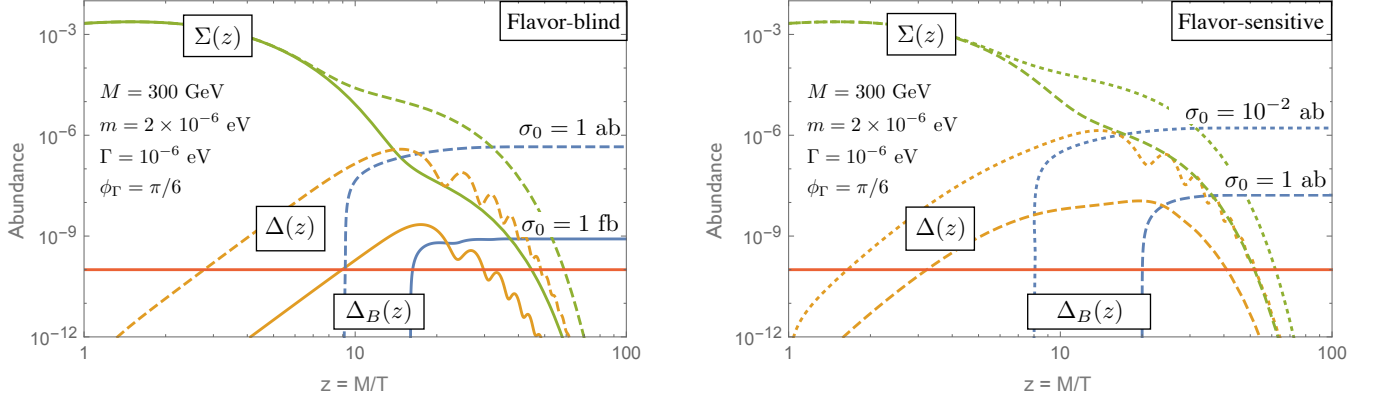 Flavor-blind
Σ(z)
M = 300 GeV
m = 2 × 10⁻⁶ eV
Γ = 10⁻⁶ eV
ϕ_Γ = π/6
σ₀ = 1 ab
Δ(z)
σ₀ = 1 fb
Δ_B(z)
Abundance
10⁻³
10⁻⁶
10⁻⁹
10⁻¹²
1
10
100
z = M/T
Flavor-sensitive
Σ(z)
M = 300 GeV
m = 2 × 10⁻⁶ eV
Γ = 10⁻⁶ eV
ϕ_Γ = π/6
σ₀ = 10⁻² ab
σ₀ = 1 ab
Δ(z)
Δ_B(z)
Abundance
10⁻³
10⁻⁶
10⁻⁹
10⁻¹²
1
10
100
z = M/T